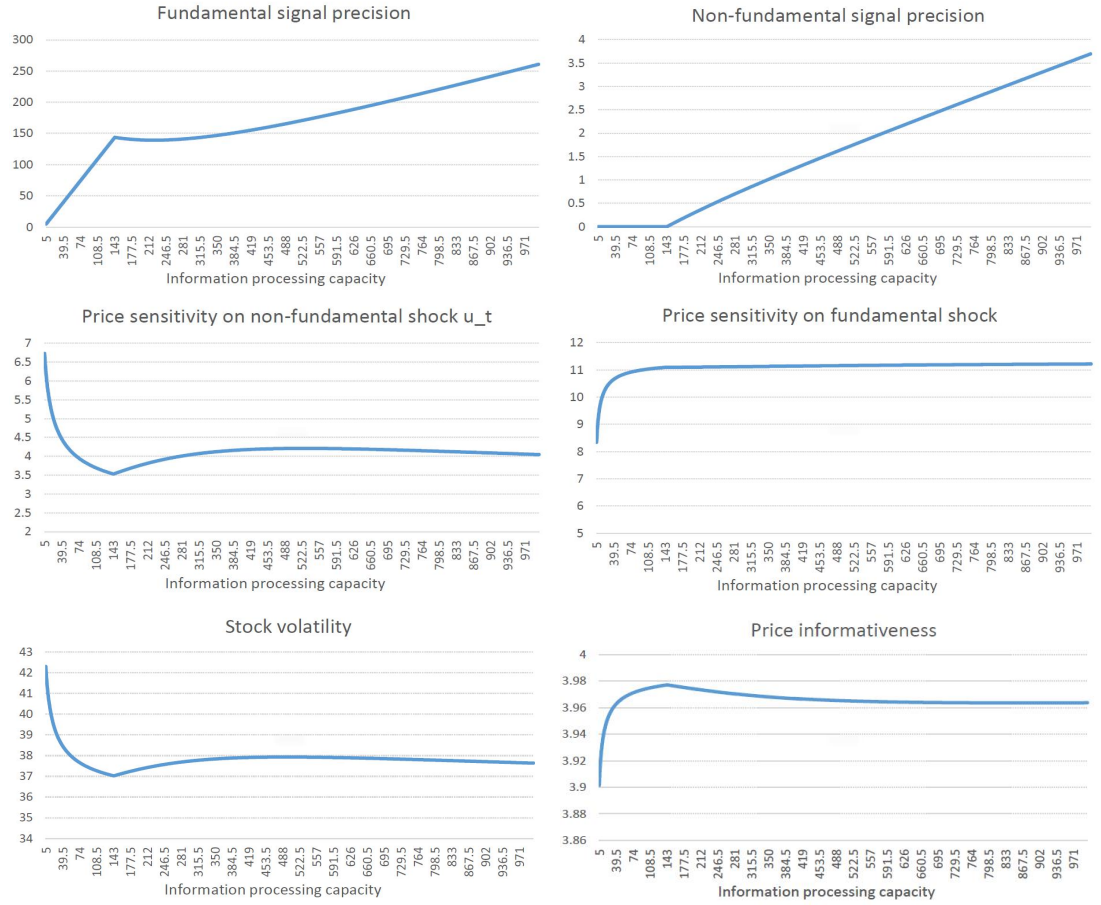 Fundamental signal precision
300
250
200
150
100
50
0
5 39.5 74 108.5 143 177.5 212 246.5 281 315.5 350 384.5 419 453.5 488 522.5 557 591.5 626 660.5 695 729.5 764 798.5 833 867.5 902 936.5 971
Information processing capacity
Non-fundamental signal precision
4
3.5
3
2.5
2
1.5
1
0.5
0
5 39.5 74 108.5 143 177.5 212 246.5 281 315.5 350 384.5 419 453.5 488 522.5 557 591.5 626 660.5 695 729.5 764 798.5 833 867.5 902 936.5 971
Information processing capacity
Price sensitivity on non-fundamental shock u_t
7
6.5
6
5.5
5
4.5
4
3.5
3
2.5
2
5 39.5 74 108.5 143 177.5 212 246.5 281 315.5 350 384.5 419 453.5 488 522.5 557 591.5 626 660.5 695 729.5 764 798.5 833 867.5 902 936.5 971
Information processing capacity
Price sensitivity on fundamental shock
12
11
10
9
8
7
6
5
5 39.5 74 108.5 143 177.5 212 246.5 281 315.5 350 384.5 419 453.5 488 522.5 557 591.5 626 660.5 695 729.5 764 798.5 833 867.5 902 936.5 971
Information processing capacity
Stock volatility
43
42
41
40
39
38
37
36
35
34
5 39.5 74 108.5 143 177.5 212 246.5 281 315.5 350 384.5 419 453.5 488 522.5 557 591.5 626 660.5 695 729.5 764 798.5 833 867.5 902 936.5 971
Information processing capacity
Price informativeness
4
3.98
3.96
3.94
3.92
3.9
3.88
3.86
5 39.5 74 108.5 143 177.5 212 246.5 281 315.5 350 384.5 419 453.5 488 522.5 557 591.5 626 660.5 695 729.5 764 798.5 833 867.5 902 936.5 971
Information processing capacity